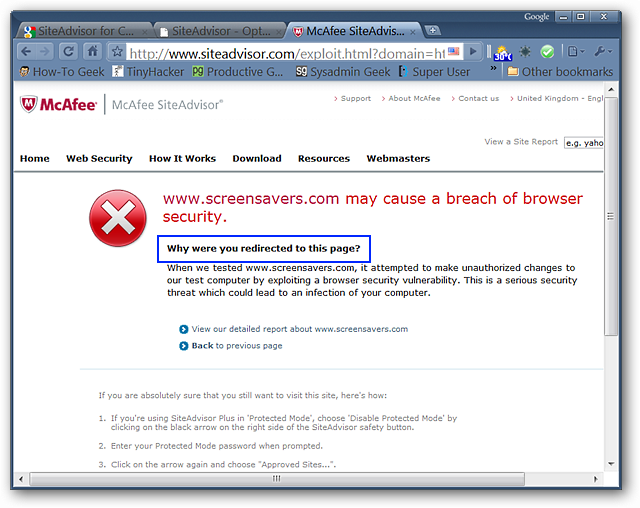 Google
SiteAdvisor for C...
SiteAdvisor - Opt...
McAfee SiteAdvis...
http://www.siteadvisor.com/exploit.html?domain=ht
30°F
How-To Geek
TinyHacker
Productive G...
Sysadmin Geek
Super User
»
Other bookmarks
McAfee®
McAfee SiteAdvisor®
Support
About McAfee
Contact us
United Kingdom - Engl
View a Site Report
e.g. yaho
Home Web Security How It Works Download Resources Webmasters
www.screensavers.com may cause a breach of browser
security.
Why were you redirected to this page?
When we tested www.screensavers.com, it attempted to make unauthorized changes to
our test computer by exploiting a browser security vulnerability. This is a serious security
threat which could lead to an infection of your computer.
View our detailed report about www.screensavers.com
Back to previous page
If you are absolutely sure that you still want to visit this site, here's how:
1. If you're using SiteAdvisor Plus in 'Protected Mode', choose 'Disable Protected Mode' by
clicking on the black arrow on the right side of the SiteAdvisor safety button.
2. Enter your Protected Mode password when prompted.
3. Click on the arrow again and choose "Approved Sites...".